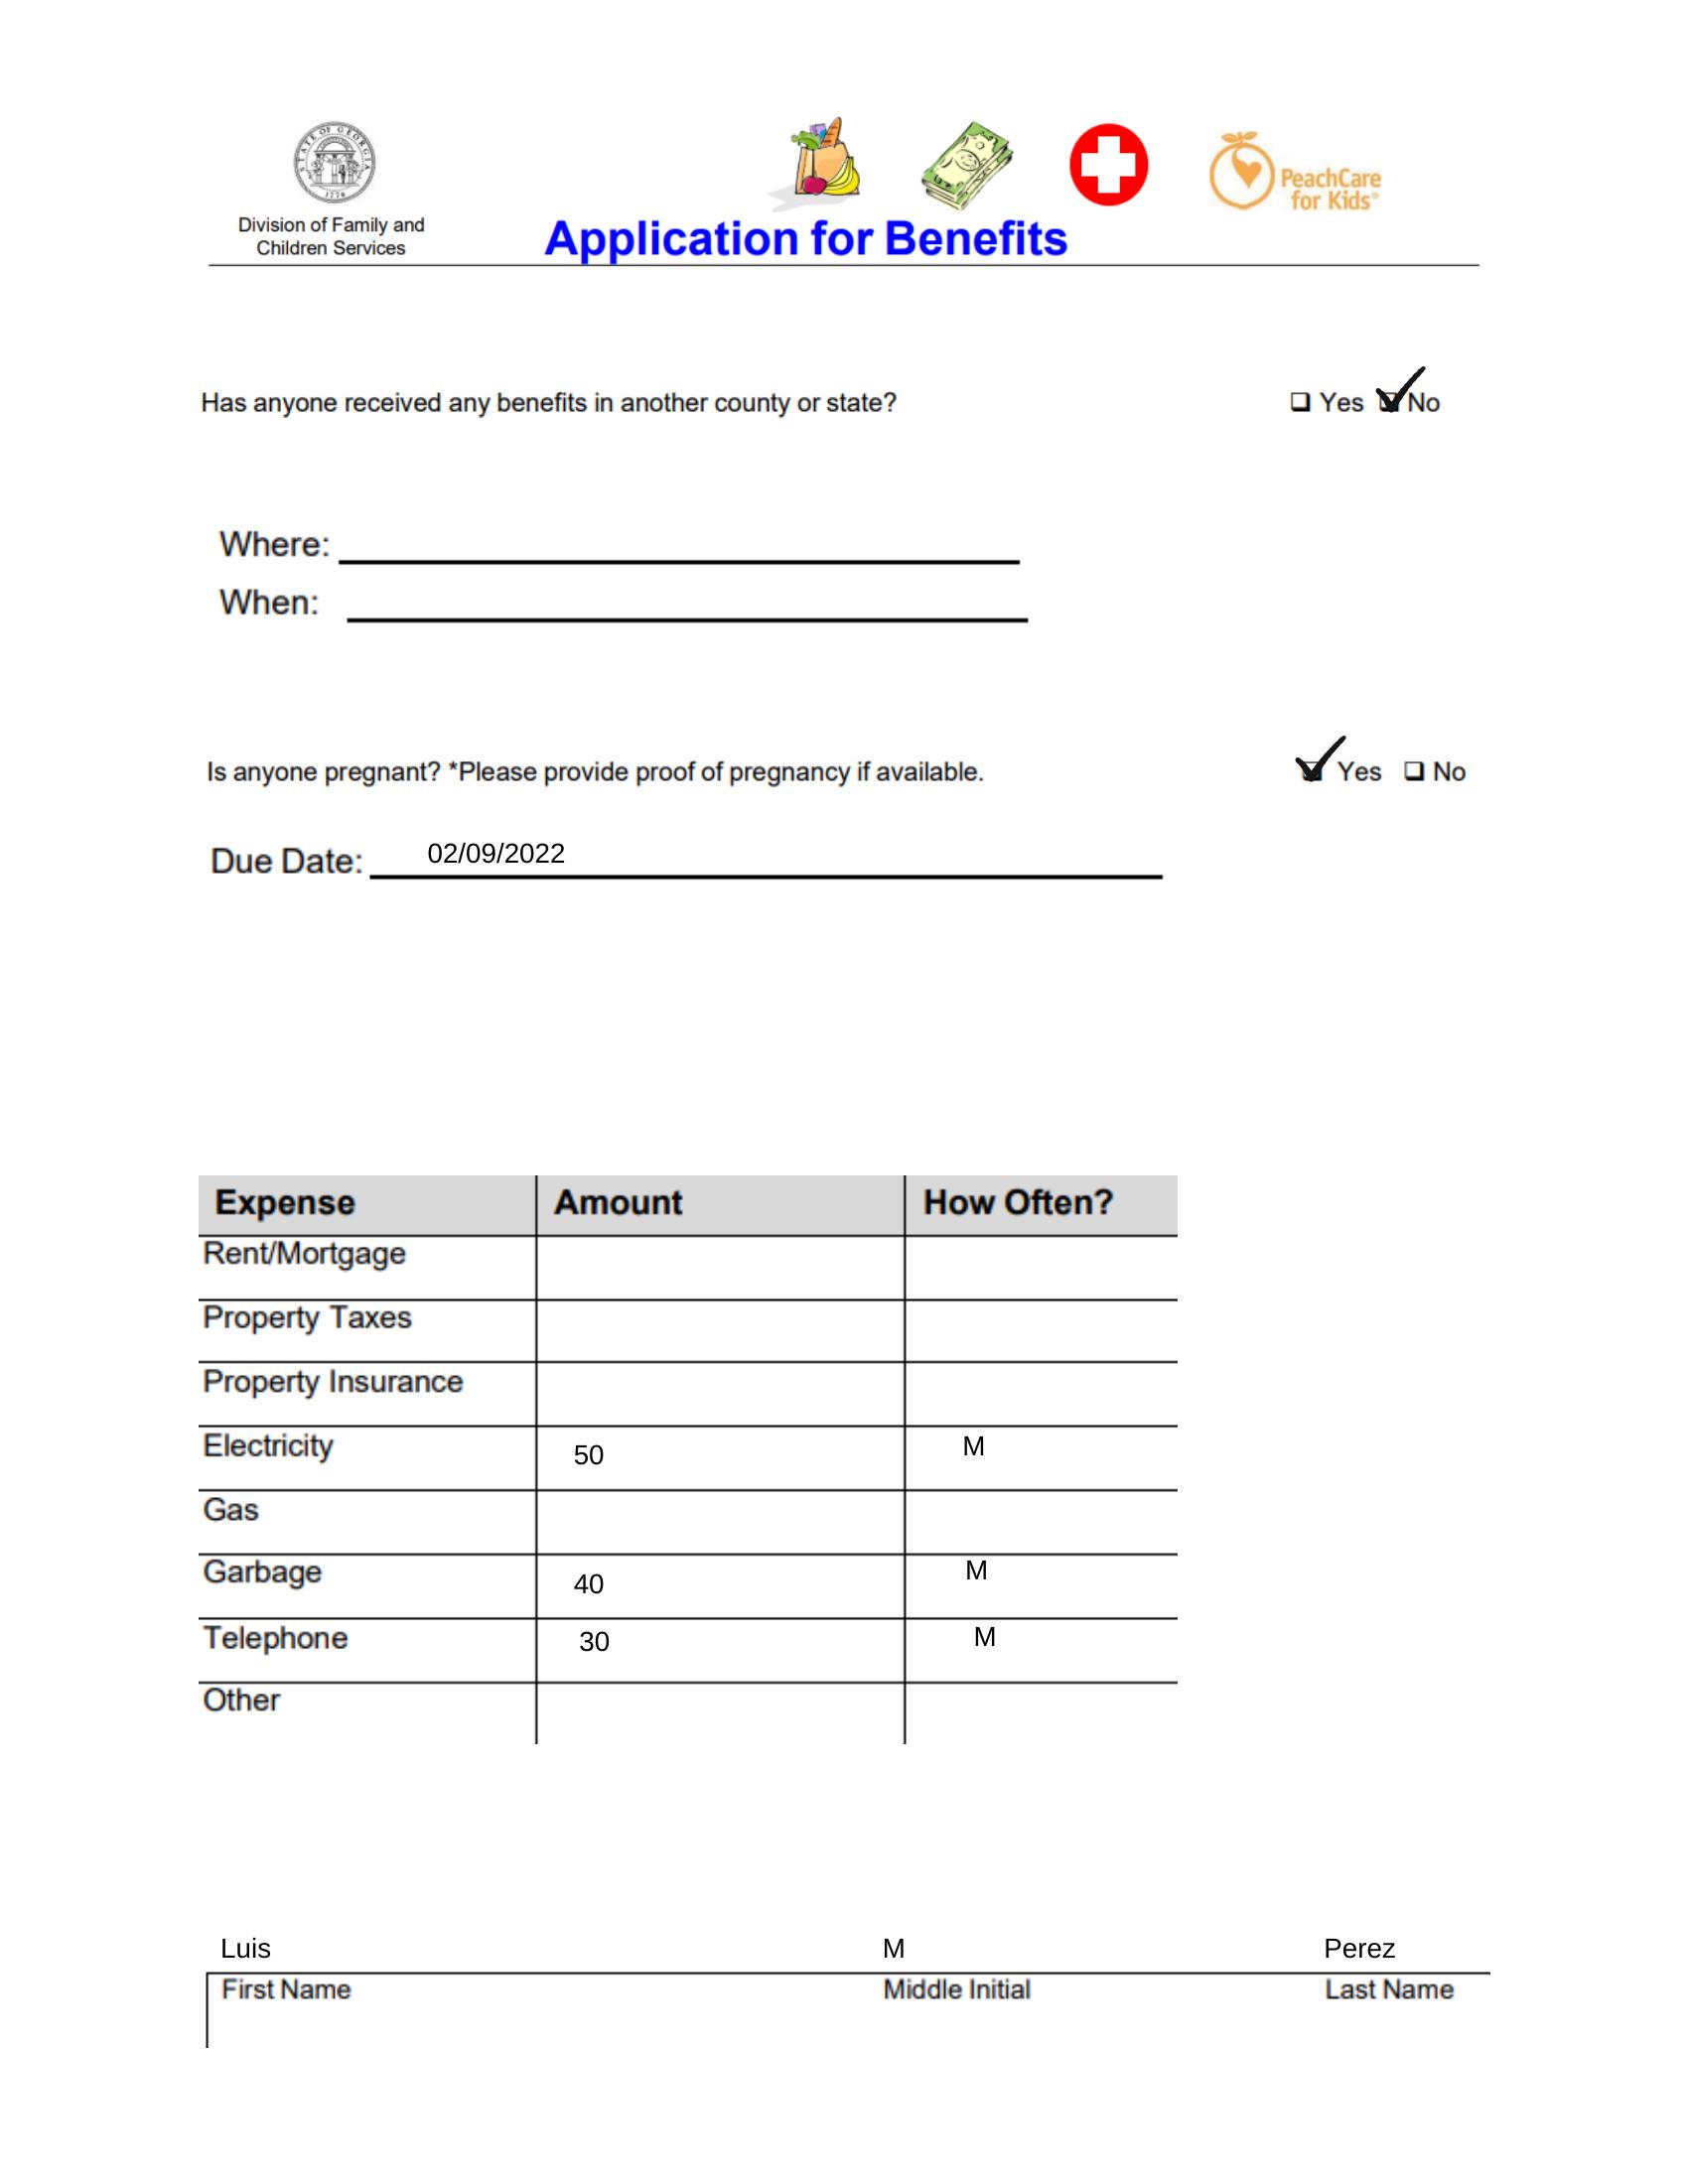 STATE OF GEORGIA
1776
PeachCare
for Kids®
Division of Family and
Children Services
Application for Benefits
Has anyone received any benefits in another county or state? ❑ Yes ❑ No
Where:
When:
Is anyone pregnant? *Please provide proof of pregnancy if available. ❑ Yes ❑ No
Due Date: 02/09/2022
Expense Amount How Often?
Rent/Mortgage
Property Taxes
Property Insurance
Electricity 50 M
Gas
Garbage 40 M
Telephone 30 M
Other
Luis M Perez
First Name Middle Initial Last Name